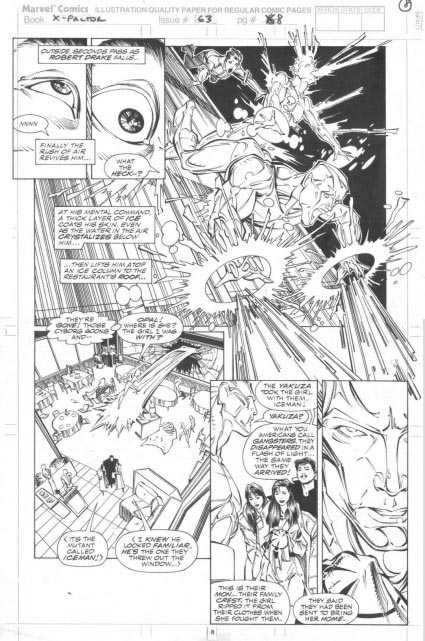 Marvel Comics ILLUSTRATION QUALITY PAPER FOR REGULAR COMIC PAGES
Book X-FACTOR Issue # 63 pg # 8
OUTSIDE, SECONDS PASS AS
ROBERT DRAKE FALLS...
NNNN
FINALLY THE
RUSH OF AIR
REVIVES HIM...
WHAT
THE
HECK--?
AT HIS MENTAL COMMAND,
A THICK LAYER OF ICE
COATS HIS SKIN, EVEN
AS THE WATER IN THE AIR
CRYSTALIZES BELOW
HIM...
...THEN LIFTS HIM ATOP
AN ICE COLUMN TO THE
RESTAURANT'S ROOF...
THEY'RE
GONE! THOSE
CYBORG GOONS
AND--
OPAL!
WHERE IS SHE?
THE GIRL I WAS
WITH?
<IT'S THE
MUTANT
CALLED
ICEMAN!>
<I KNEW HE
LOOKED FAMILIAR.
HE'S THE ONE THEY
THREW OUT THE
WINDOW...>
THE YAKUZA
TOOK THE GIRL
WITH THEM,
ICEMAN!
YAKUZA?
WHAT YOU
AMERICANS CALL
GANGSTERS. THEY
DISAPPEARED IN A
FLASH OF LIGHT...
THE SAME
WAY THEY
ARRIVED!
THIS IS THEIR
MON... THEIR FAMILY
CREST. THE GIRL
RIPPED IT FROM
THEIR CLOTHES WHEN
SHE FOUGHT THEM.
THEY SAID
THEY HAD BEEN
SENT TO BRING
HER HOME.
8